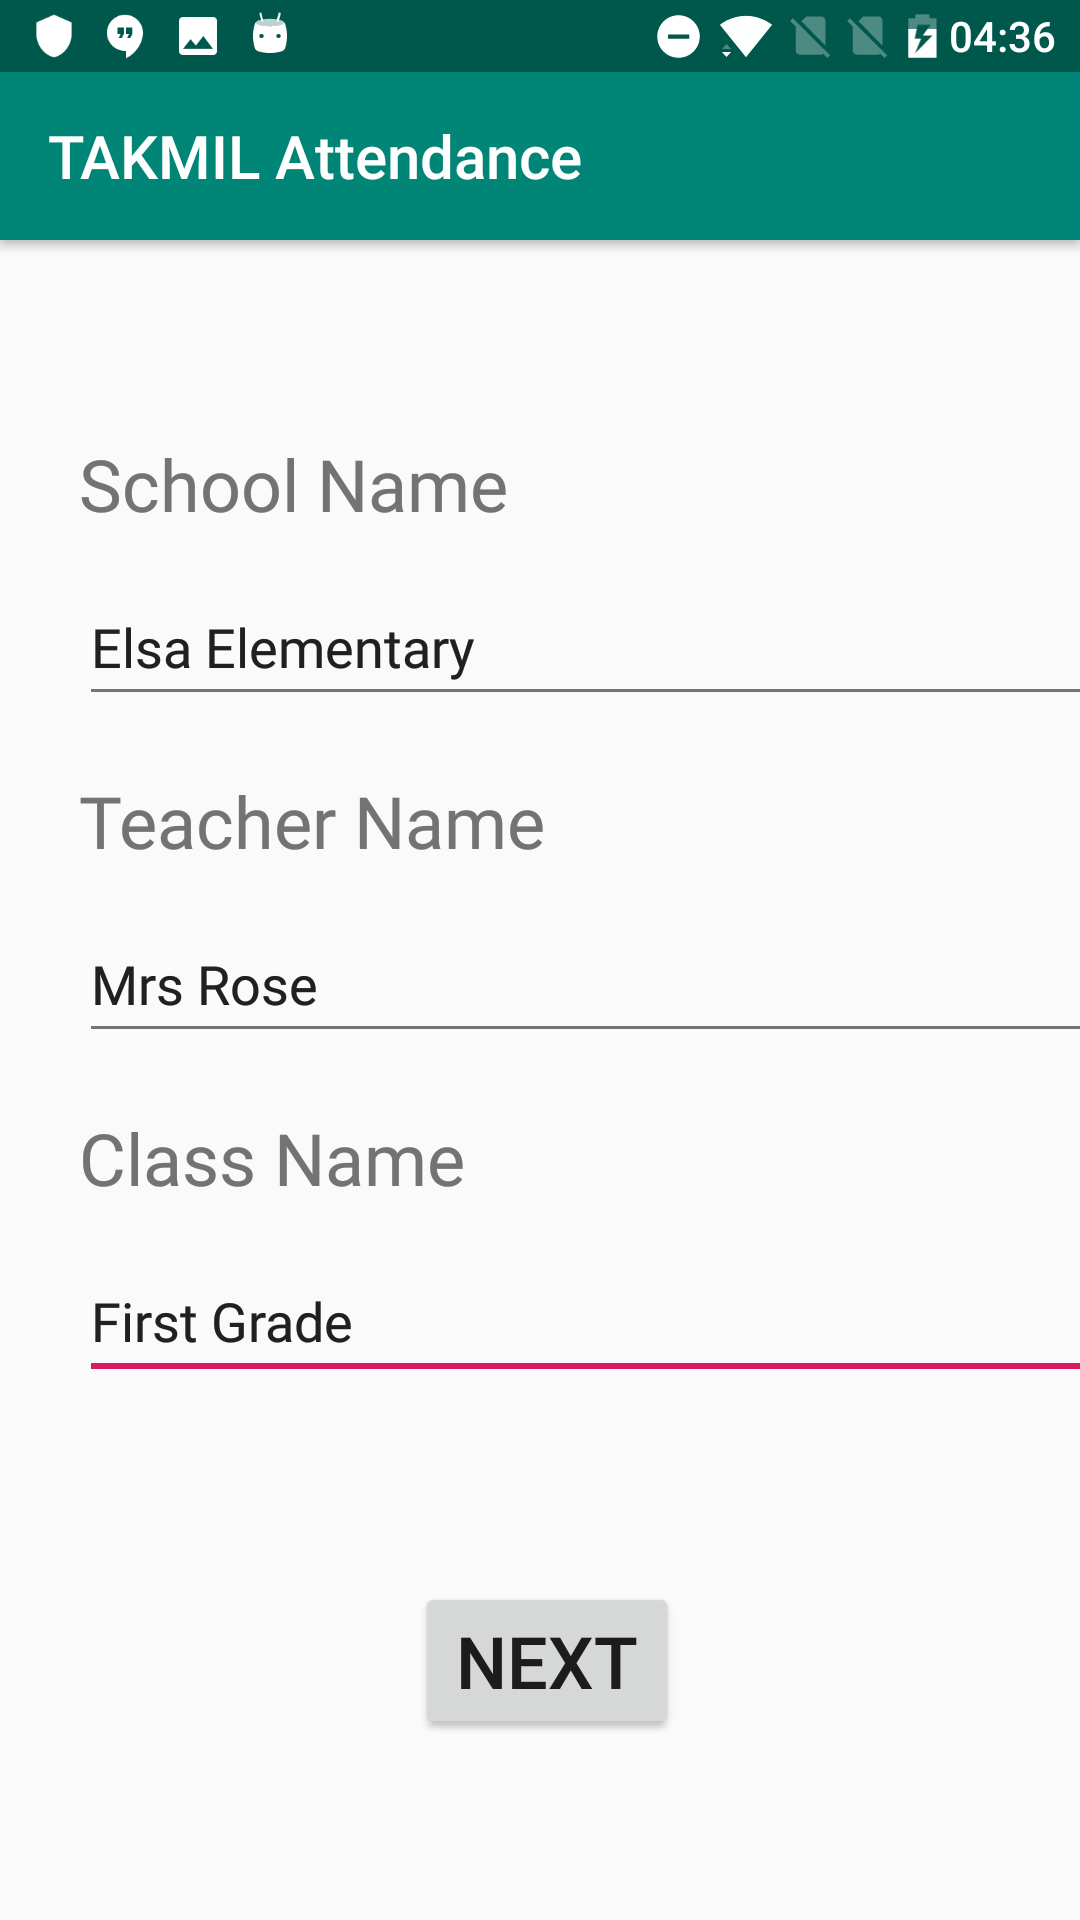 04:36
TAKMIL Attendance
School Name
Elsa Elementary
Teacher Name
Mrs Rose
Class Name
First Grade
NEXT